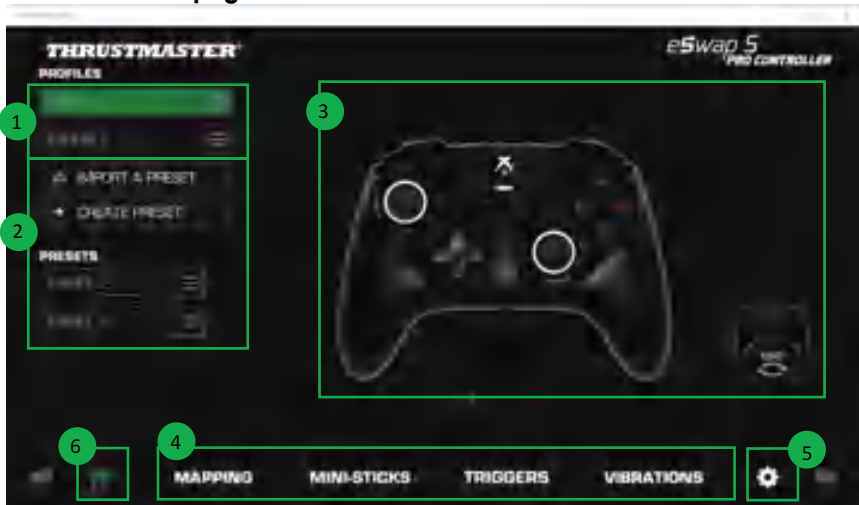 THRUSTMASTER
eSwap S
PRO CONTROLLER
PROFILES
1
3
IMPORT A PRESET
CREATE PRESET
2
PRESETS
6
4
5
MAPPING MINI-STICKS TRIGGERS VIBRATIONS